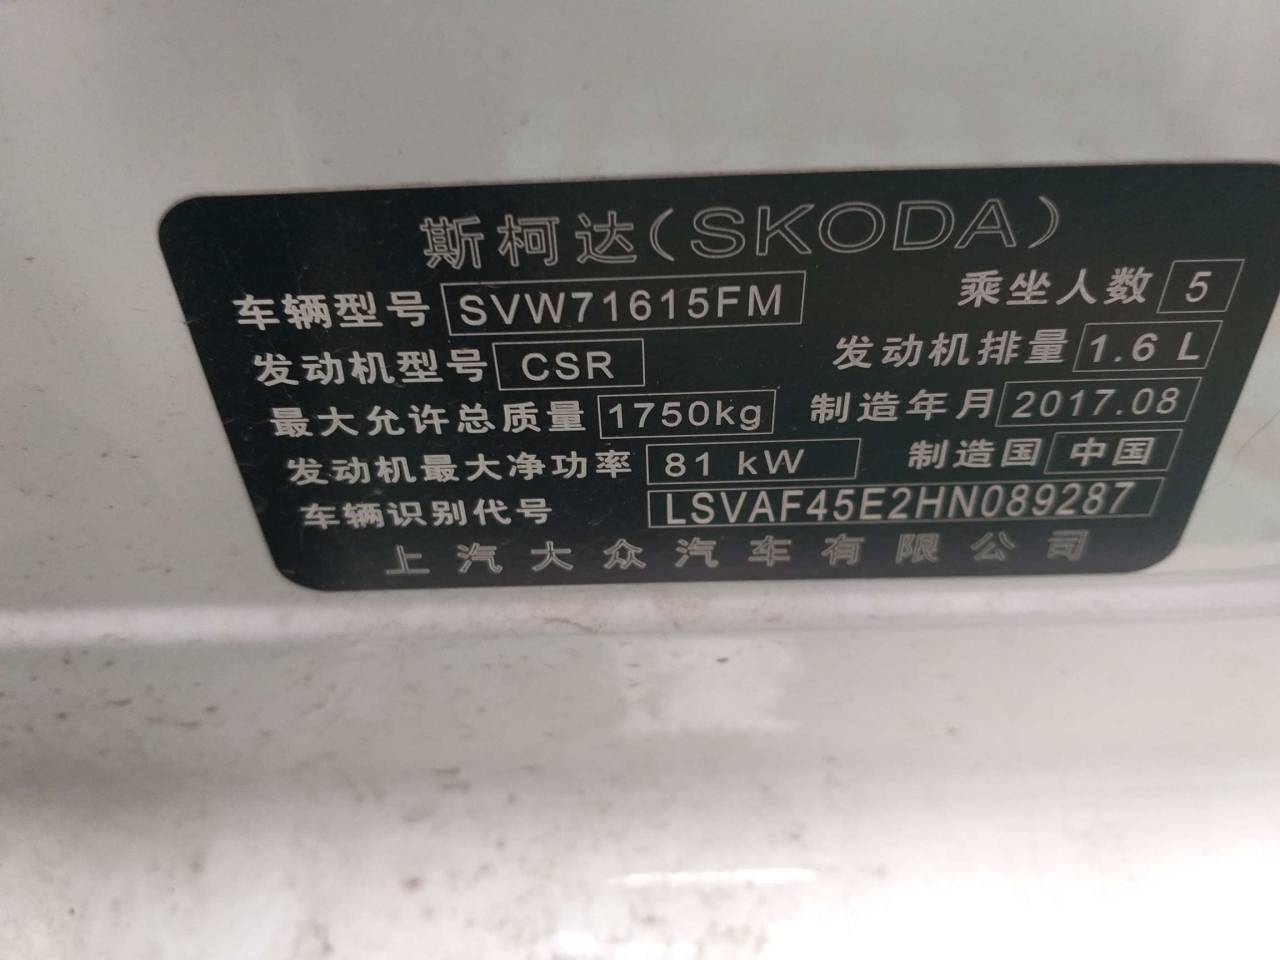 斯柯达(SKODA)
车辆型号 SVW71615FM 乘坐人数 5
发动机型号 CSR 发动机排量 1.6 L
最大允许总质量 1750kg 制造年月 2017.08
发动机最大净功率 81 kW 制造国 中国
车辆识别代号 LSVAF45E2HN089287
上汽大众汽车有限公司